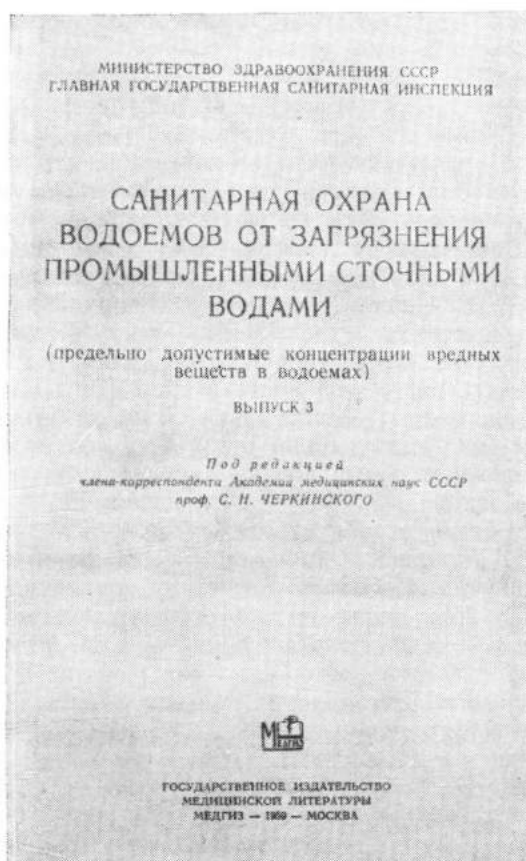 МИНИСТЕРСТВО ЗДРАВООХРАНЕНИЯ СССР
ГЛАВНАЯ ГОСУДАРСТВЕННАЯ САНИТАРНАЯ ИНСПЕКЦИЯ
САНИТАРНАЯ ОХРАНА
ВОДОЕМОВ ОТ ЗАГРЯЗНЕНИЯ
ПРОМЫШЛЕННЫМИ СТОЧНЫМИ
ВОДАМИ
(предельно допустимые концентрации вредных
веществ в водоемах)
ВЫПУСК 3
Под редакцией
члена-корреспондента Академии медицинских наук СССР
проф. С. Н. ЧЕРКИНСКОГО
МЕДГИЗ
ГОСУДАРСТВЕННОЕ ИЗДАТЕЛЬСТВО
МЕДИЦИНСКОЙ ЛИТЕРАТУРЫ
МЕДГИЗ — 1959 — МОСКВА